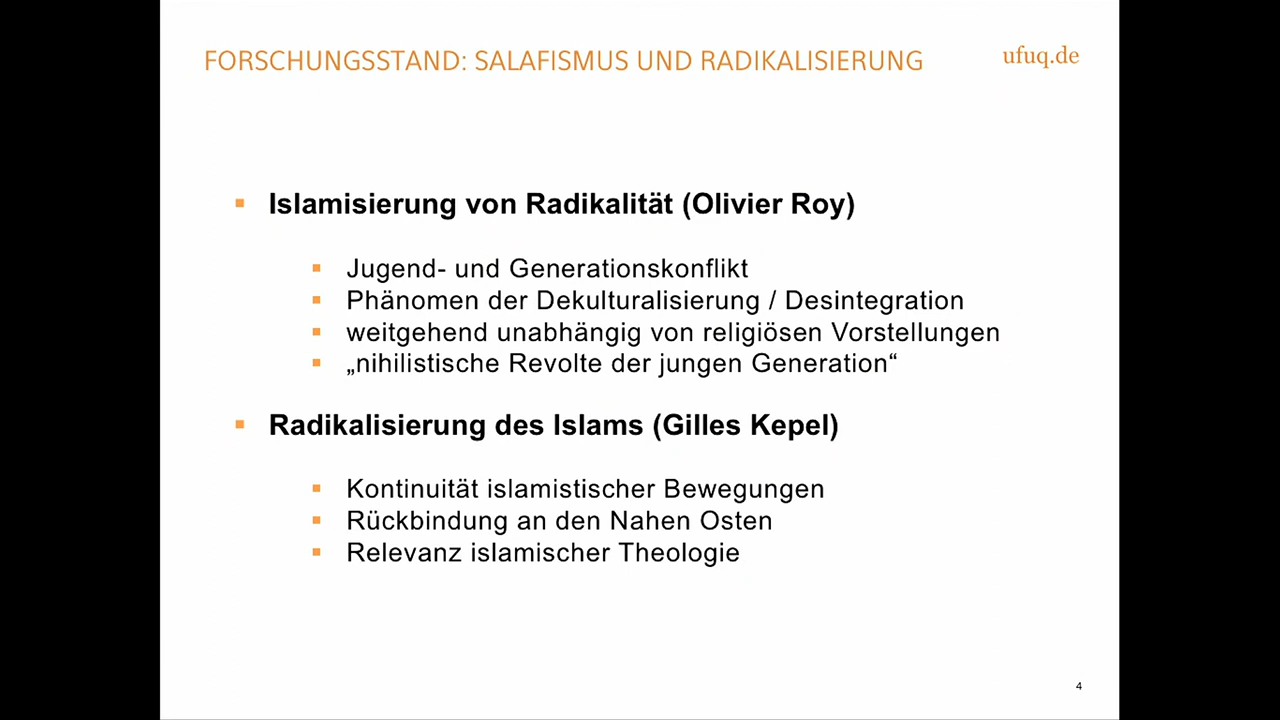 FORSCHUNGSSTAND: SALAFISMUS UND RADIKALISIERUNG
ufuq.de
Islamisierung von Radikalität (Olivier Roy)
Jugend- und Generationskonflikt
Phänomen der Dekulturalisierung / Desintegration
weitgehend unabhängig von religiösen Vorstellungen
„nihilistische Revolte der jungen Generation“
Radikalisierung des Islams (Gilles Kepel)
Kontinuität islamistischer Bewegungen
Rückbindung an den Nahen Osten
Relevanz islamischer Theologie
4